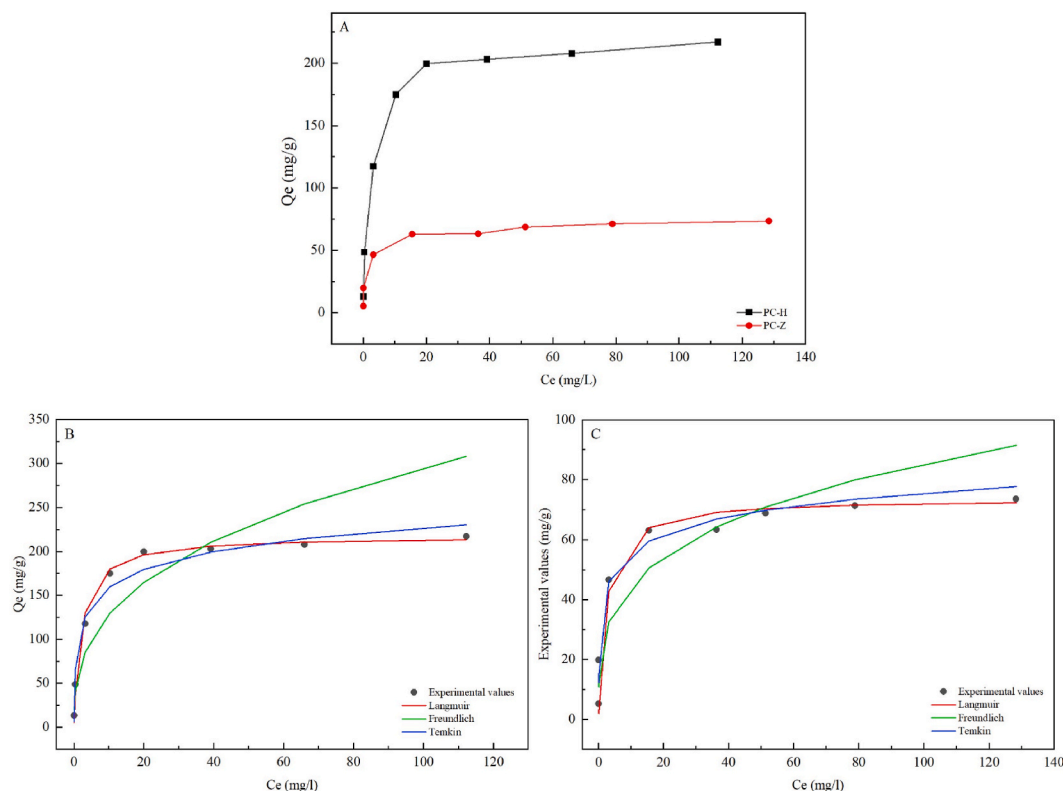 A
Qe (mg/g)
200
150
100
50
0
PC-H
PC-Z
0 20 40 60 80 100 120 140
Ce (mg/L)
B
Qe (mg/g)
350
300
250
200
150
100
50
0
Experimental values
Langmuir
Freundlich
Temkin
0 20 40 60 80 100 120
Ce (mg/l)
C
Experimental values (mg/g)
100
80
60
40
20
0
Experimental values
Langmuir
Freundlich
Temkin
0 20 40 60 80 100 120 140
Ce (mg/l)